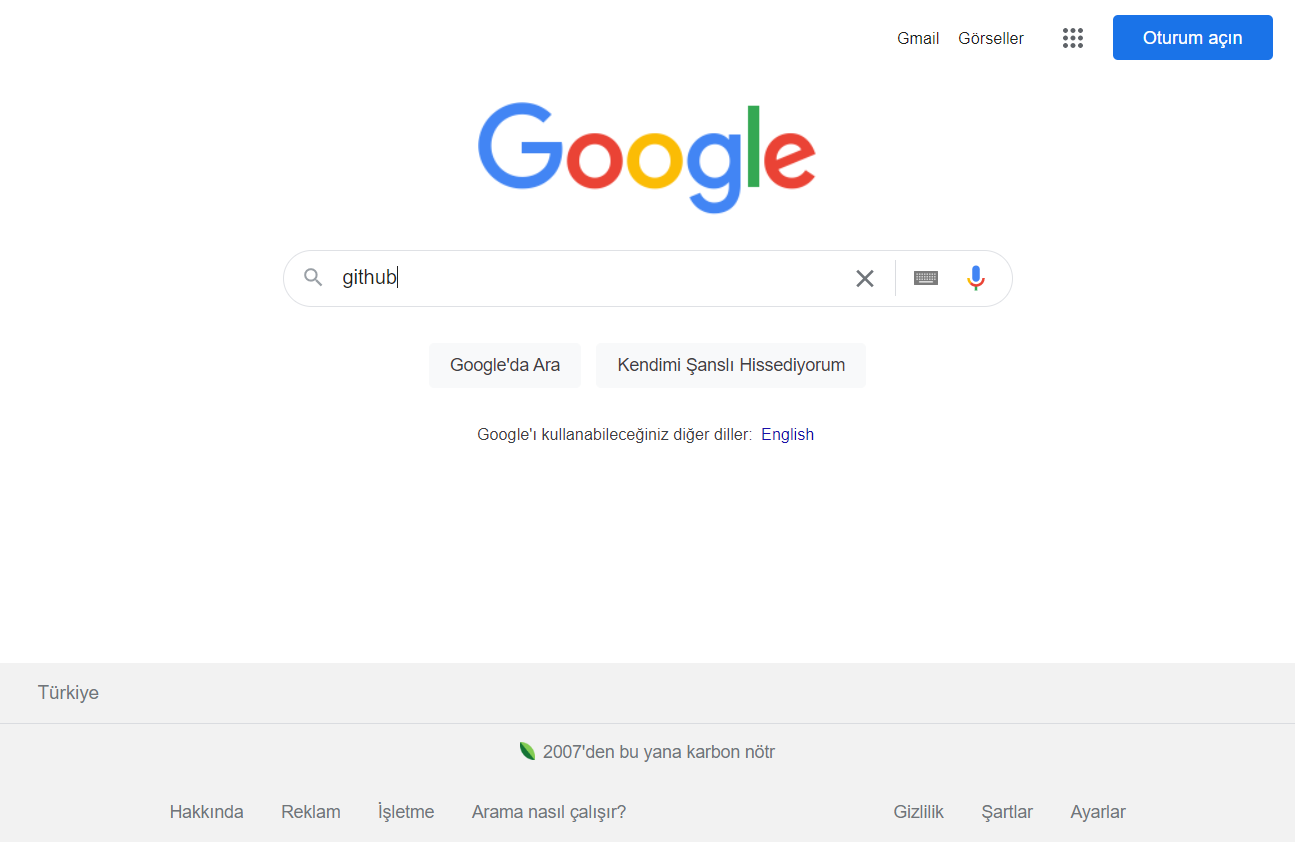 Gmail Görseller Oturum açın
Google
github
Google'da Ara Kendimi Şanslı Hissediyorum
Google'ı kullanabileceğiniz diğer diller: English
Türkiye
2007'den bu yana karbon nötr
Hakkında Reklam İşletme Arama nasıl çalışır? Gizlilik Şartlar Ayarlar